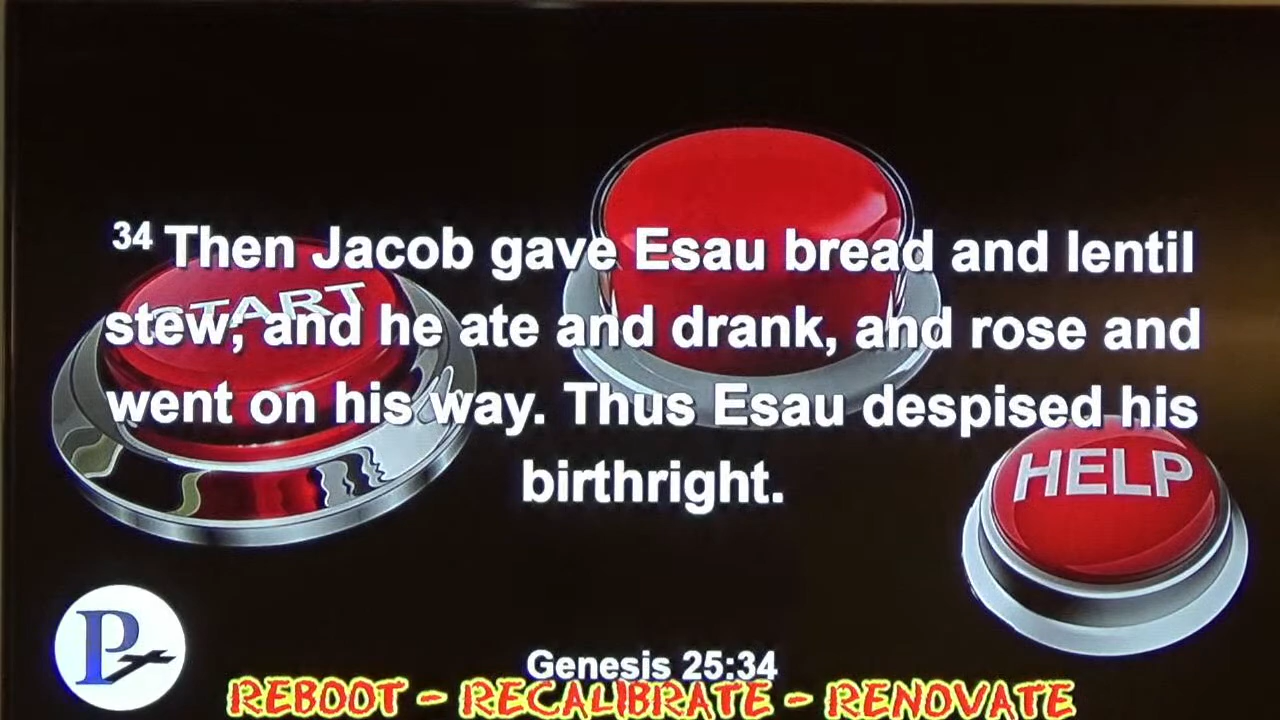 34 Then Jacob gave Esau bread and lentil
START
stew; and he ate and drank, and rose and
went on his way. Thus Esau despised his
birthright.
HELP
P
Genesis 25:34
REBOOT - RECALIBRATE - RENOVATE